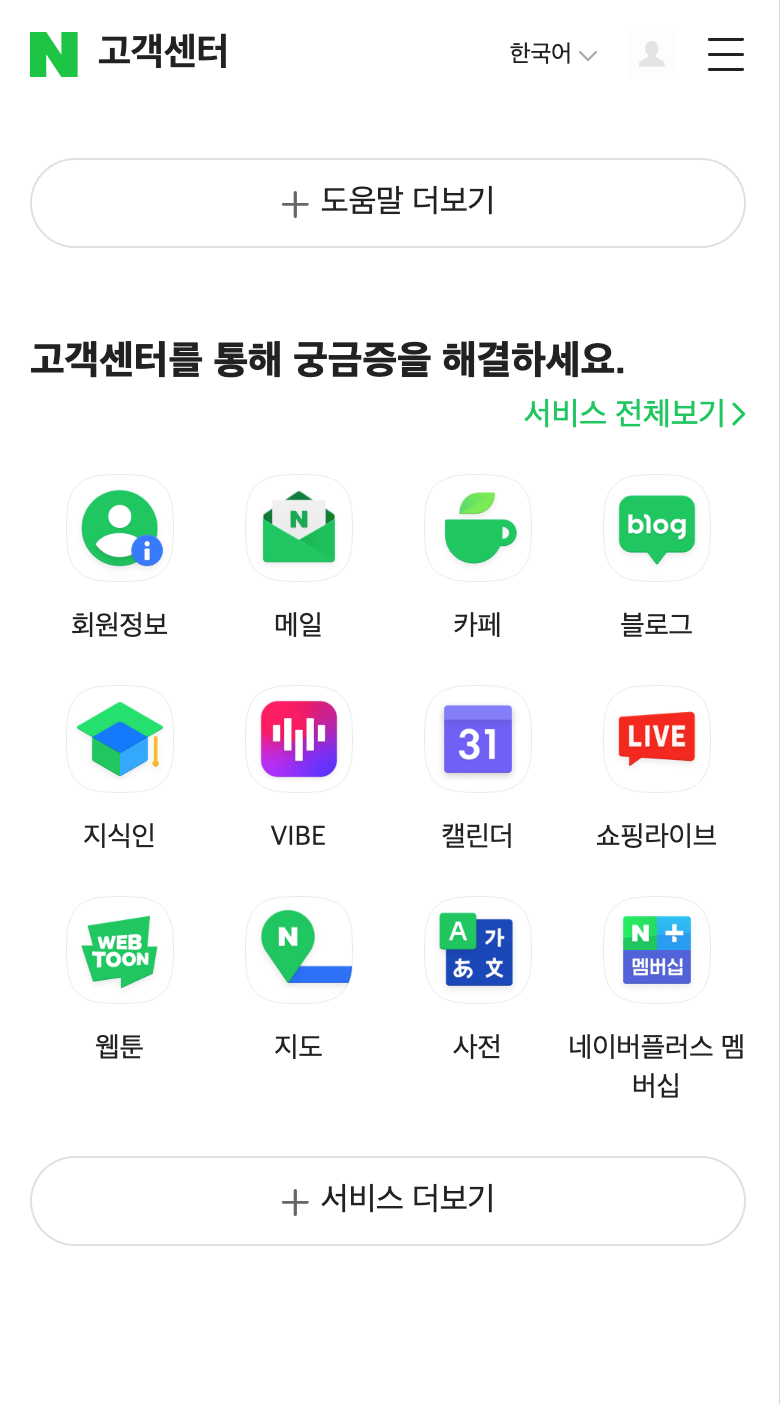 N 고객센터 한국어
도움말 더보기
고객센터를 통해 궁금증을 해결하세요.
서비스 전체보기
N blog
회원정보 메일 카페 블로그
31 LIVE
지식인 VIBE 캘린더 쇼핑라이브
WEB
TOON
N
A 가
あ 文
N
멤버십
웹툰 지도 사전 네이버플러스 멤
버십
서비스 더보기